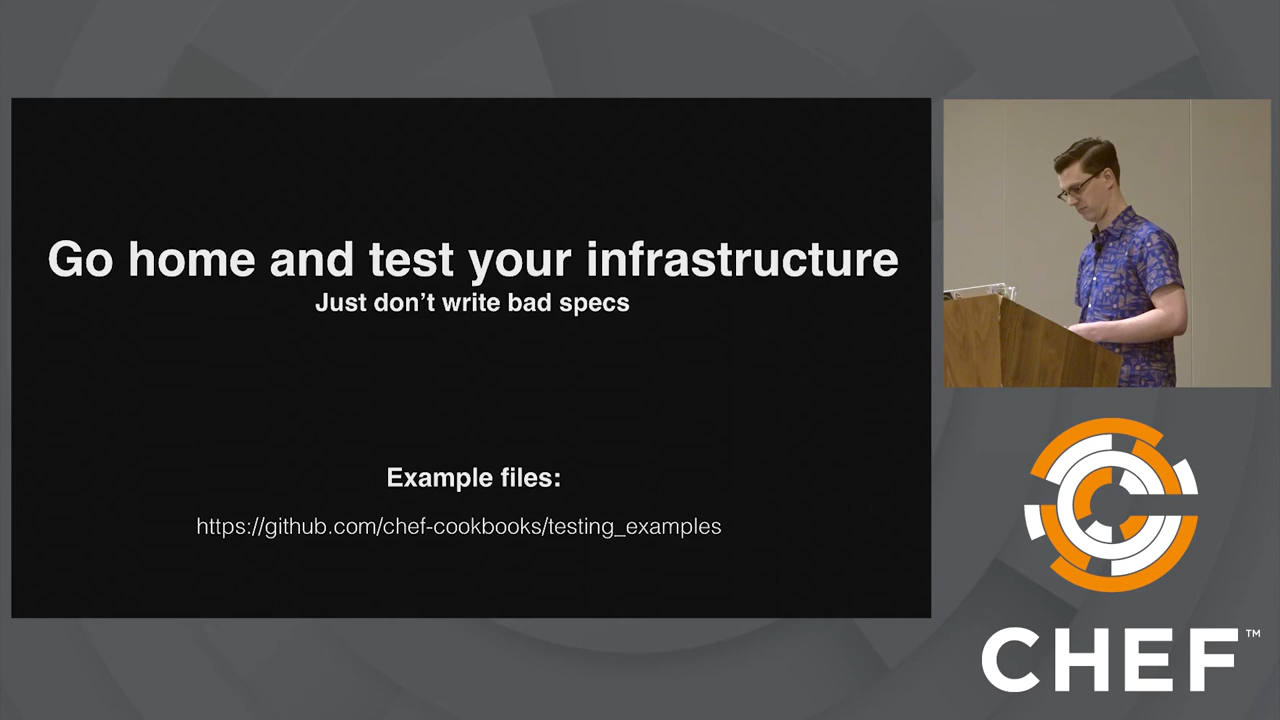 Go home and test your infrastructure
Just don’t write bad specs
Example files:
https://github.com/chef-cookbooks/testing_examples
CHEF™